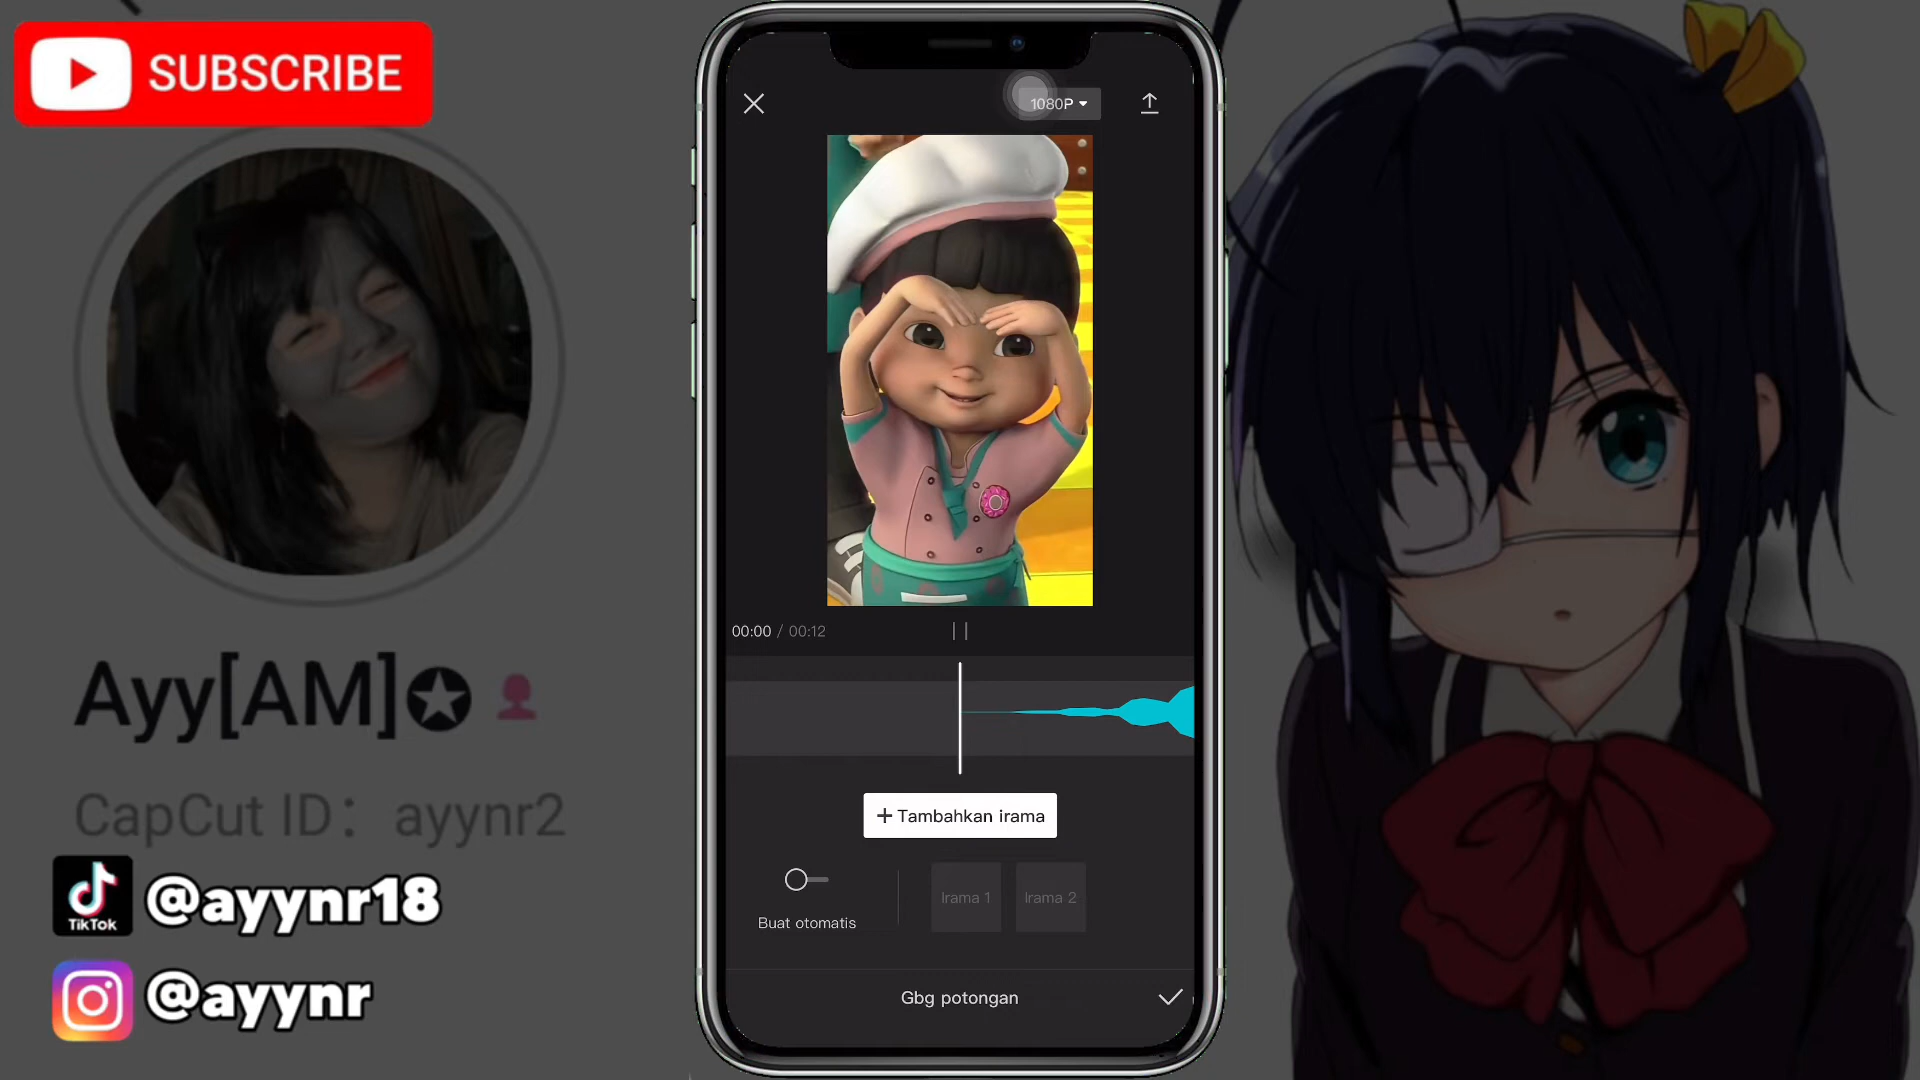 SUBSCRIBE
Ayy[AM]✪
CapCut ID： ayynr2
TikTok
@ayynr18
@ayynr
1080P
00:00 / 00:12
+ Tambahkan irama
Buat otomatis
Irama 1
Irama 2
Gbg potongan